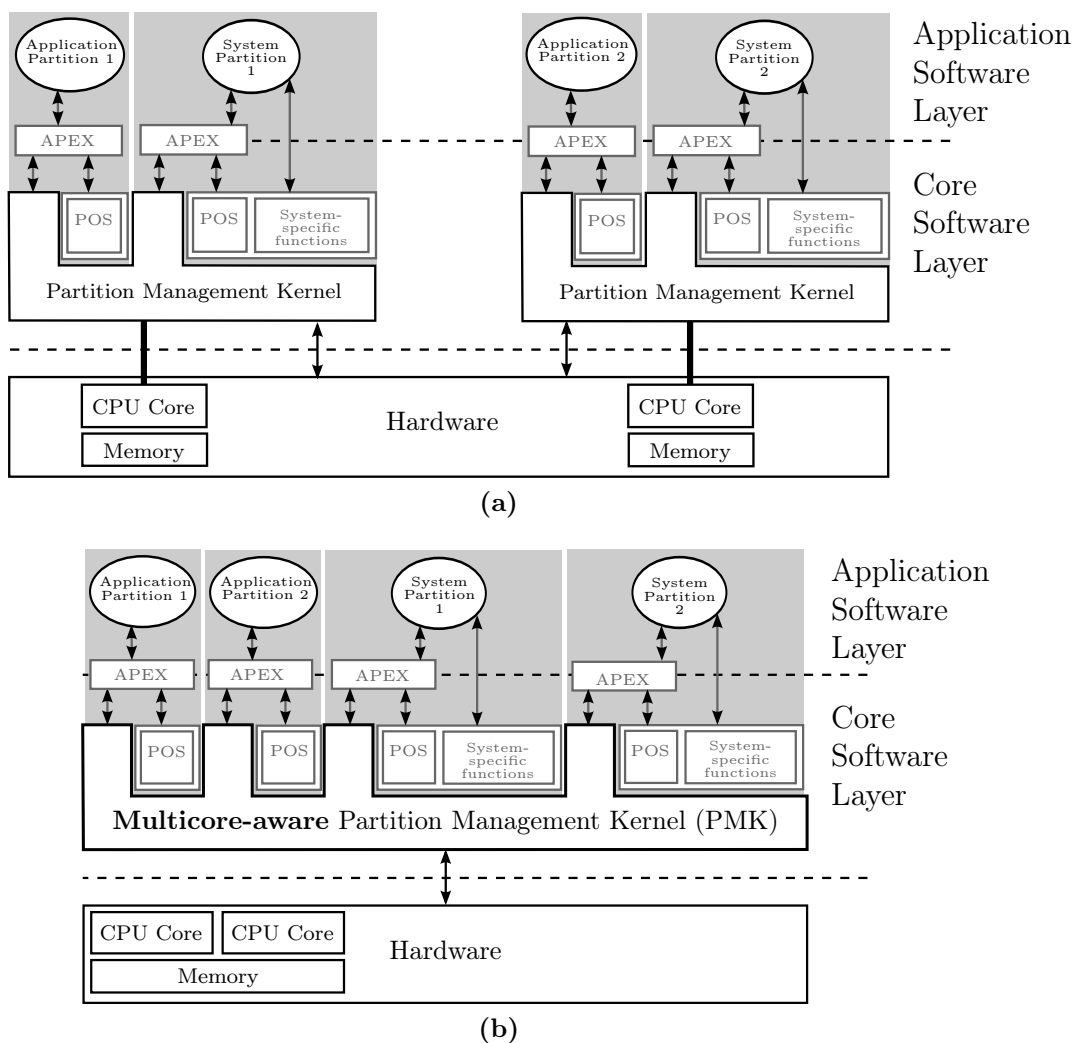 Application
Partition 1
System
Partition
1
Application
Partition 2
System
Partition
2
Application
Software
Layer
APEX
APEX
APEX
APEX
POS
POS
System-
specific
functions
POS
POS
System-
specific
functions
Core
Software
Layer
Partition Management Kernel
Partition Management Kernel
CPU Core
Memory
Hardware
CPU Core
Memory
(a)
Application
Partition 1
Application
Partition 2
System
Partition
1
System
Partition
2
Application
Software
Layer
APEX
APEX
APEX
APEX
POS
POS
POS
System-
specific
functions
POS
System-
specific
functions
Core
Software
Layer
Multicore-aware Partition Management Kernel (PMK)
CPU Core
CPU Core
Memory
Hardware
(b)